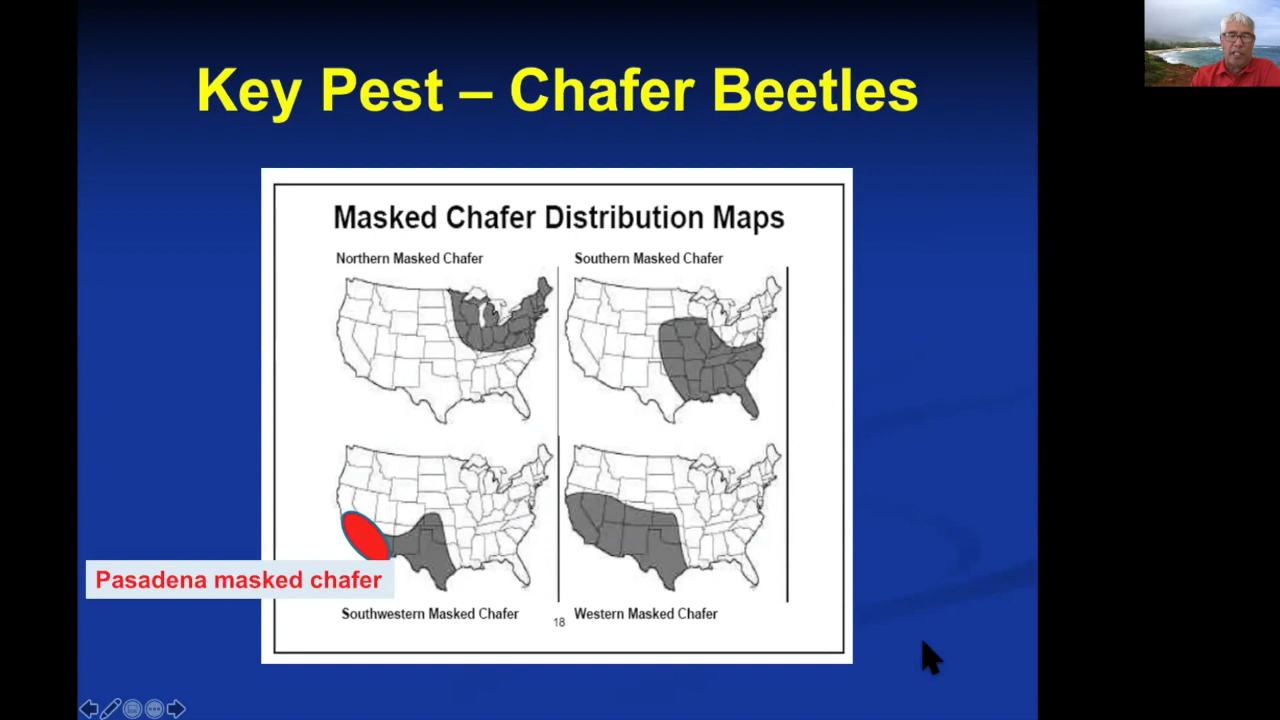 Key Pest – Chafer Beetles
Masked Chafer Distribution Maps
Northern Masked Chafer
Southern Masked Chafer
Pasadena masked chafer
Southwestern Masked Chafer
18
Western Masked Chafer